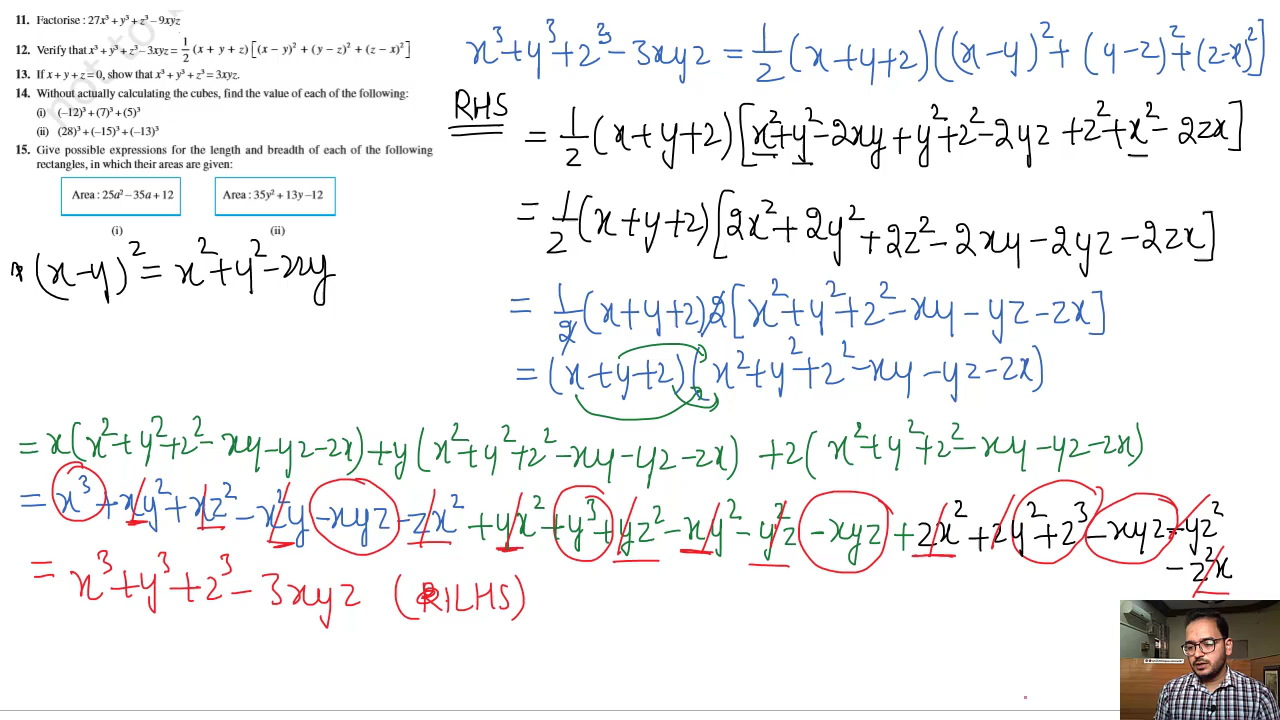 11. Factorise : 27x³ + y³ + z³ – 9xyz
12. Verify that x³ + y³ + z³ – 3xyz = 1/2 (x + y + z) [(x – y)² + (y – z)² + (z – x)²]
13. If x + y + z = 0, show that x³ + y³ + z³ = 3xyz.
14. Without actually calculating the cubes, find the value of each of the following:
(i) (–12)³ + (7)³ + (5)³
(ii) (28)³ + (–15)³ + (–13)³
15. Give possible expressions for the length and breadth of each of the following
rectangles, in which their areas are given:
Area : 25a² – 35a + 12
Area : 35y² + 13y – 12
(i)
(ii)
(x-y)² = x²+y²-2xy
x³+y³+z³-3xyz = 1/2 (x+y+z)((x-y)²+(y-z)²+(z-x)²]
RHS
= 1/2 (x+y+z)[x²+y²-2xy+y²+z²-2yz+z²+x²-2zx]
= 1/2 (x+y+z)[2x²+2y²+2z²-2xy-2yz-2zx]
= 1/2 (x+y+z)2[x²+y²+z²-xy-yz-zx]
= (x+y+z)(x²+y²+z²-xy-yz-zx)
= x(x²+y²+z²-xy-yz-zx)+y(x²+y²+z²-xy-yz-zx)+z(x²+y²+z²-xy-yz-zx)
= x³+xy²+xz²-x²y-xyz-zx²+yx²+y³+yz²-xy²-y²z-xyz+zx²+zy²+z³-xyz-yz²
-z²x
= x³+y³+z³-3xyz (LHS)